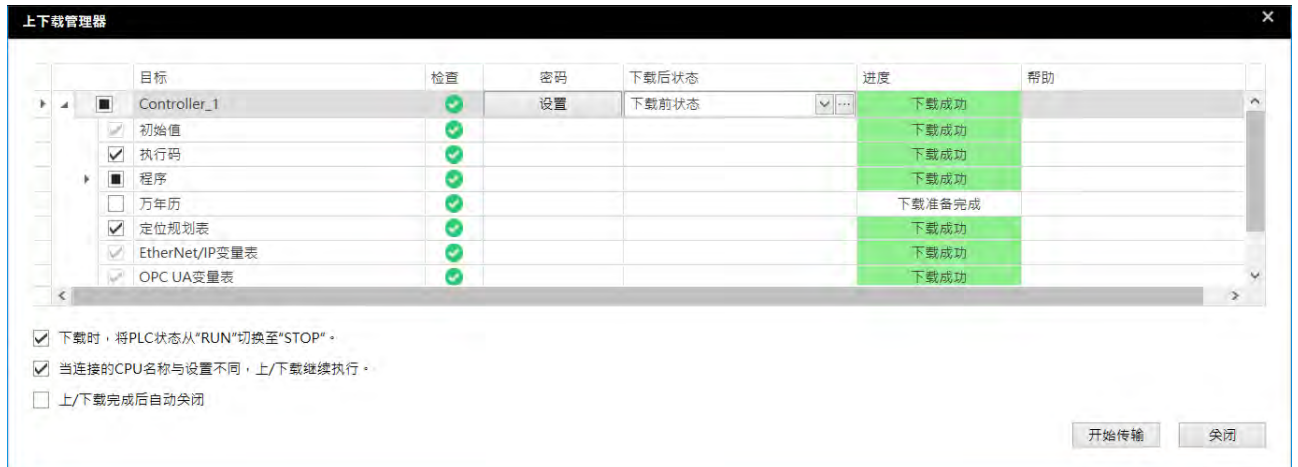 上下载管理器
目标 检查 密码 下载后状态 进度 帮助
Controller_1 设置 下载前状态 下载成功
初始值 下载成功
执行码 下载成功
程序 下载成功
万年历 下载准备完成
定位规划表 下载成功
EtherNet/IP变量表 下载成功
OPC UA变量表 下载成功
下载时，将PLC状态从“RUN”切换至“STOP”。
当连接的CPU名称与设置不同，上/下载继续执行。
上/下载完成后自动关闭
开始传输 关闭